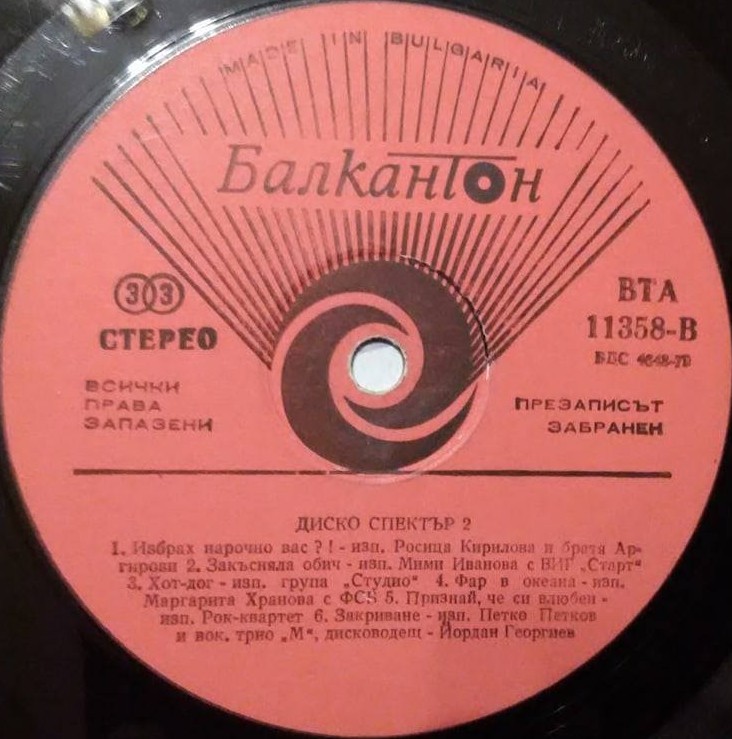 MADE IN BULGARIA
Балкантон
33
СТЕРЕО
ВТА
11358-В
БДС 4648-70
ВСИЧКИ
ПРАВА
ЗАПАЗЕНИ
ПРЕЗАПИСЪТ
ЗАБРАНЕН
ДИСКО СПЕКТЪР 2
1. Избрах нарочно вас?! - изп. Росица Кирилова и братя Ар-
гирови 2. Закъсняла обич - изп. Мими Иванова с ВИГ „Старт“
3. Хот-дог - изп. група „Студио“ 4. Фар в океана - изп.
Маргарита Хранова с ФСБ 5. Признай, че си влюбен -
изп. Рок-квартет 6. Закриване - изп. Петко Петков
и вок. трио „М“, дисководещ - Йордан Георгиев